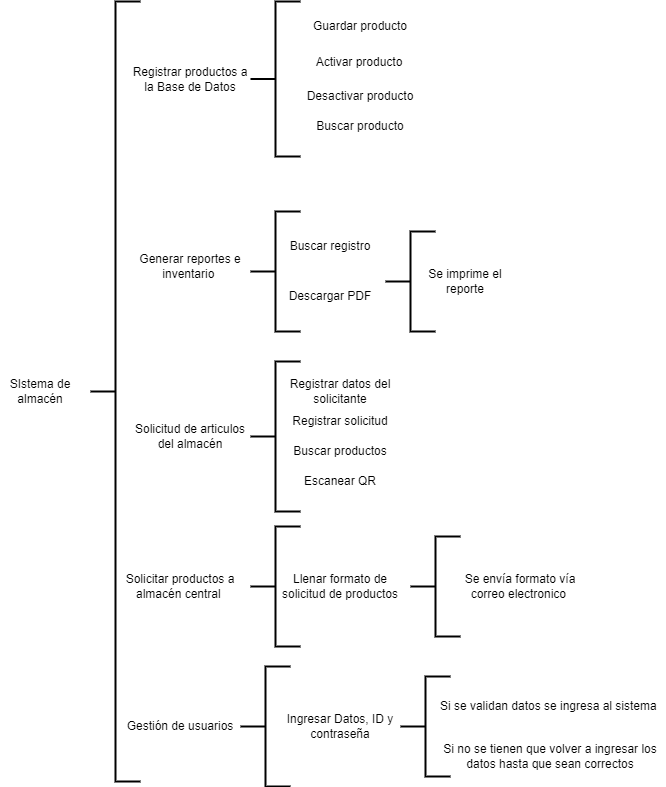 SIstema de
almacén
Registrar productos a
la Base de Datos
Guardar producto
Activar producto
Desactivar producto
Buscar producto
Generar reportes e
inventario
Buscar registro
Descargar PDF
Se imprime el
reporte
Solicitud de articulos
del almacén
Registrar datos del
solicitante
Registrar solicitud
Buscar productos
Escanear QR
Solicitar productos a
almacén central
Llenar formato de
solicitud de productos
Se envía formato vía
correo electronico
Gestión de usuarios
Ingresar Datos, ID y
contraseña
Si se validan datos se ingresa al sistema
Si no se tienen que volver a ingresar los
datos hasta que sean correctos